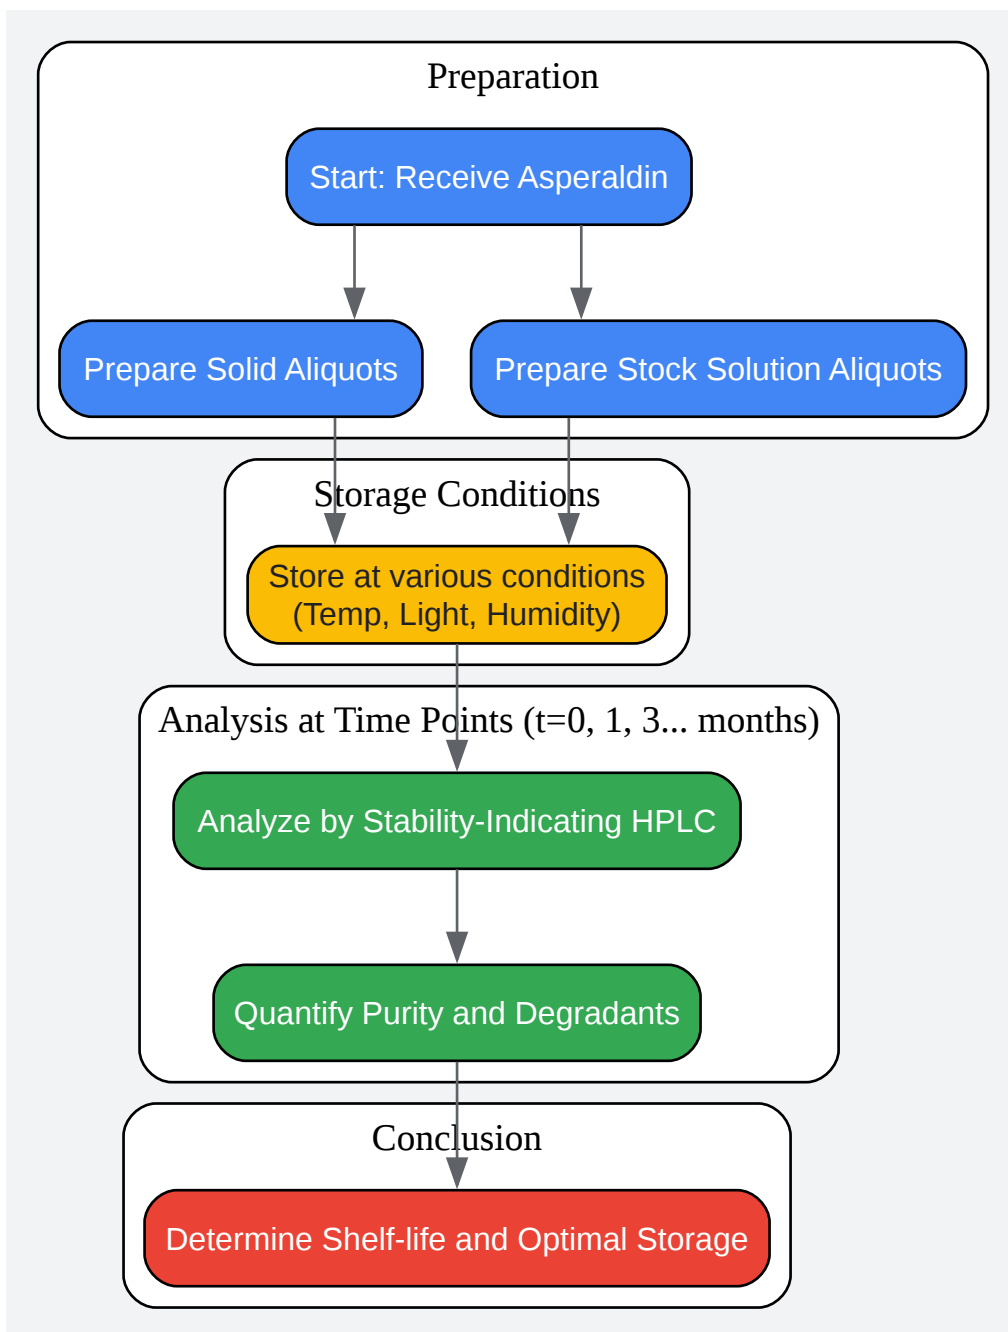 Preparation
Start: Receive Asperaldin
Prepare Solid Aliquots
Prepare Stock Solution Aliquots
Storage Conditions
Store at various conditions
(Temp, Light, Humidity)
Analysis at Time Points (t=0, 1, 3... months)
Analyze by Stability-Indicating HPLC
Quantify Purity and Degradants
Conclusion
Determine Shelf-life and Optimal Storage